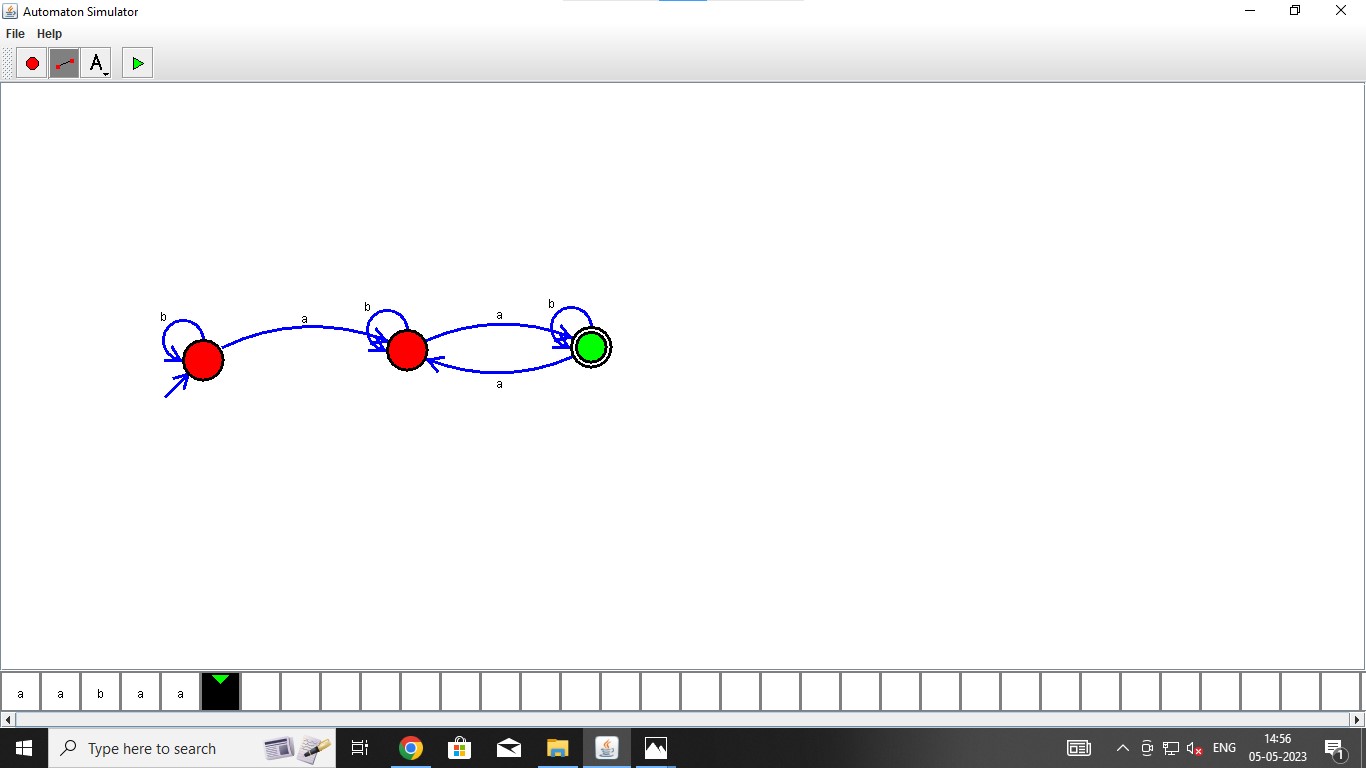 Automaton Simulator
File Help
A
b
a
b
a
b
a
a a b a a
Type here to search
ENG
14:56
05-05-2023
1